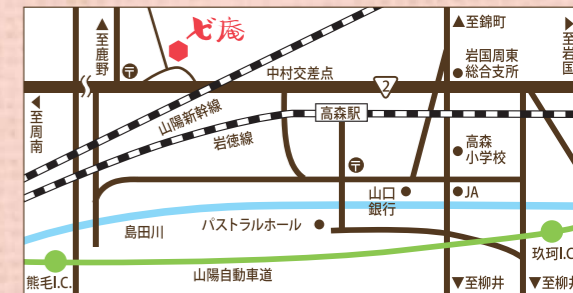 ▲至鹿野
ど庵
▲至錦町
▲至岩国
〒
中村交差点
岩国周東
総合支所
2
▲至周南
山陽新幹線
岩徳線
高森駅
高森
小学校
〒
山口
銀行
JA
島田川
パストラルホール
玖珂I.C.
熊毛I.C.
山陽自動車道
▼至柳井
▼至柳井